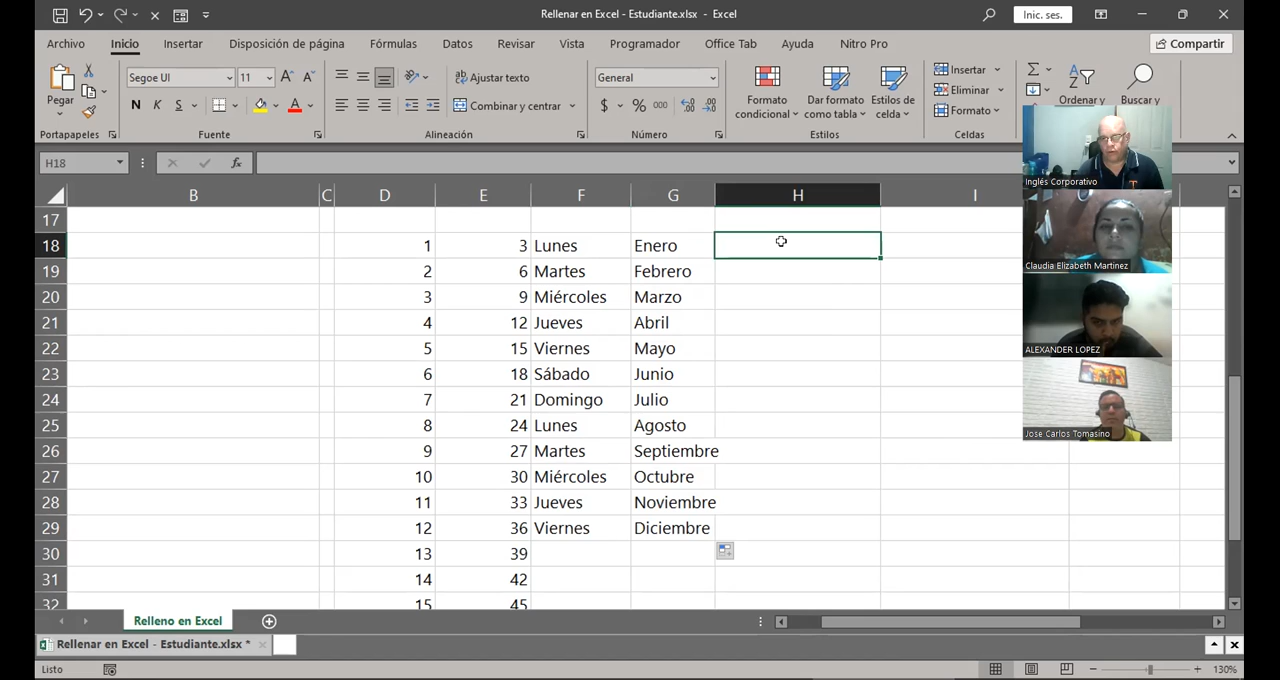 Rellenar en Excel - Estudiante.xlsx - Excel
Inic. ses.
Archivo Inicio Insertar Disposición de página Fórmulas Datos Revisar Vista Programador Office Tab Ayuda Nitro Pro
Compartir
Pegar
Segoe UI 11
N K S
Ajustar texto
Combinar y centrar
General
$ % 000
Formato condicional
Dar formato como tabla
Estilos de celda
Insertar
Eliminar
Formato
Ordenar y
Buscar y
Portapapeles Fuente Alineación Número Estilos Celdas
H18 fx
B C D E F G H I
17
18 1 3 Lunes Enero
19 2 6 Martes Febrero
20 3 9 Miércoles Marzo
21 4 12 Jueves Abril
22 5 15 Viernes Mayo
23 6 18 Sábado Junio
24 7 21 Domingo Julio
25 8 24 Lunes Agosto
26 9 27 Martes Septiembre
27 10 30 Miércoles Octubre
28 11 33 Jueves Noviembre
29 12 36 Viernes Diciembre
30 13 39
31 14 42
32 15 45
Inglés Corporativo
Claudia Elizabeth Martinez
ALEXANDER LOPEZ
Jose Carlos Tomasino
Relleno en Excel
Rellenar en Excel - Estudiante.xlsx *
Listo
130%